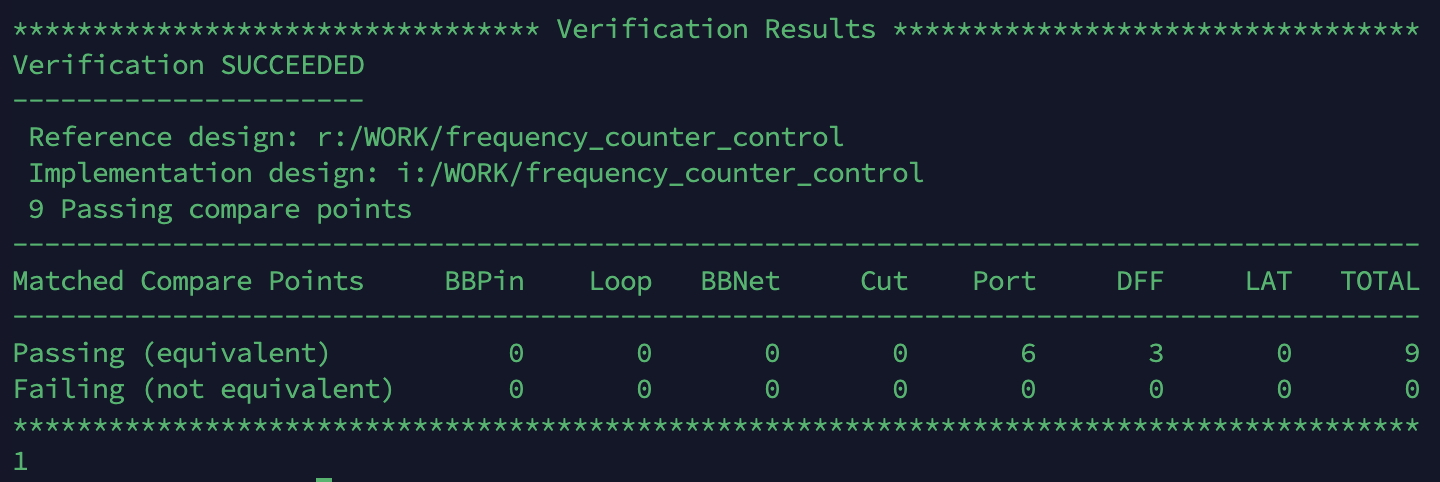 ********************************* Verification Results *********************************
Verification SUCCEEDED
----------------------
 Reference design: r:/WORK/frequency_counter_control
 Implementation design: i:/WORK/frequency_counter_control
 9 Passing compare points
----------------------------------------------------------------------------------------
Matched Compare Points     BBPin    Loop   BBNet     Cut    Port     DFF     LAT   TOTAL
----------------------------------------------------------------------------------------
Passing (equivalent)           0       0       0       0       6       3       0       9
Failing (not equivalent)       0       0       0       0       0       0       0       0
****************************************************************************************
1